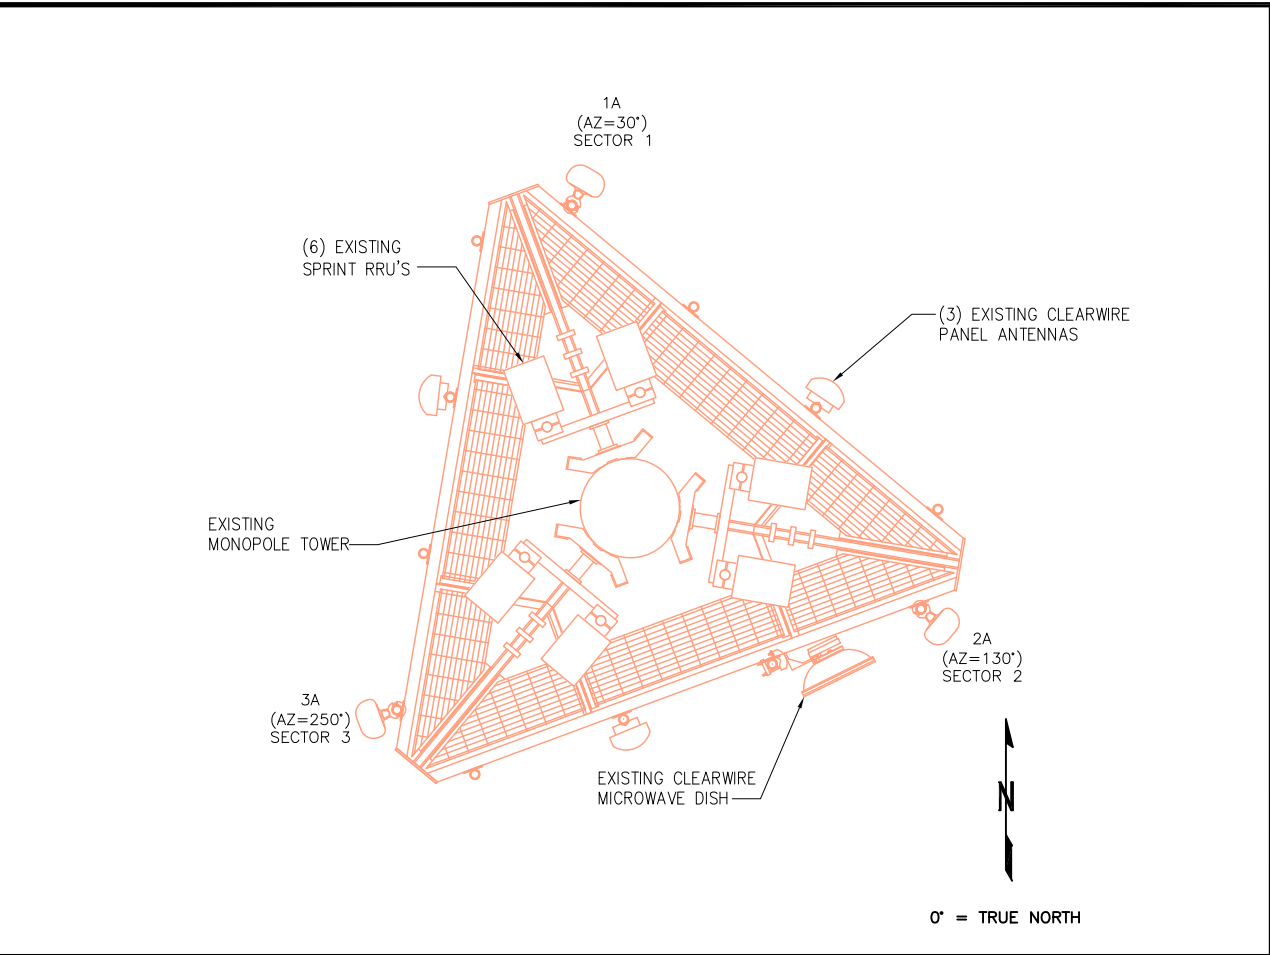 1A
(AZ=30°)
SECTOR 1
(6) EXISTING
SPRINT RRU'S
(3) EXISTING CLEARWIRE
PANEL ANTENNAS
EXISTING
MONOPOLE TOWER
2A
(AZ=130°)
SECTOR 2
3A
(AZ=250°)
SECTOR 3
EXISTING CLEARWIRE
MICROWAVE DISH
N
0° = TRUE NORTH